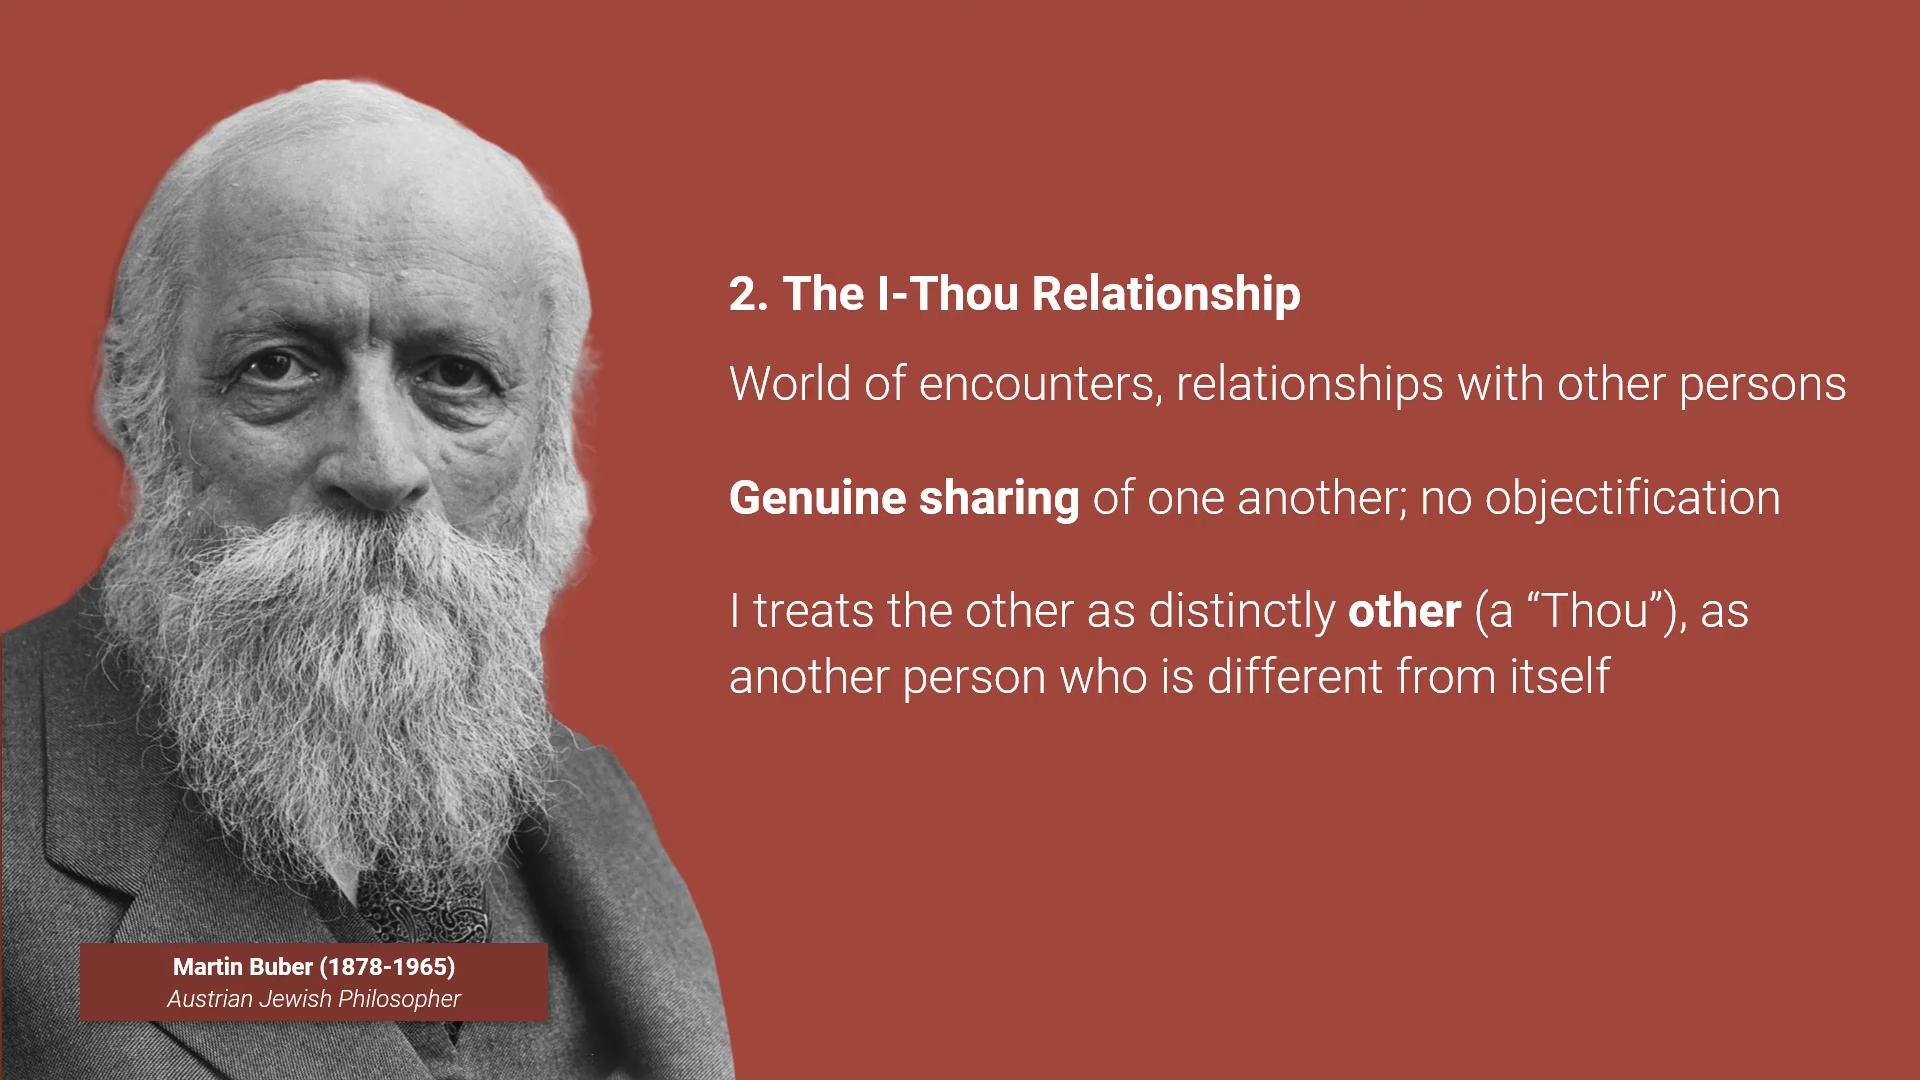 2. The I-Thou Relationship
World of encounters, relationships with other persons
Genuine sharing of one another; no objectification
I treats the other as distinctly other (a “Thou”), as
another person who is different from itself
Martin Buber (1878-1965)
Austrian Jewish Philosopher